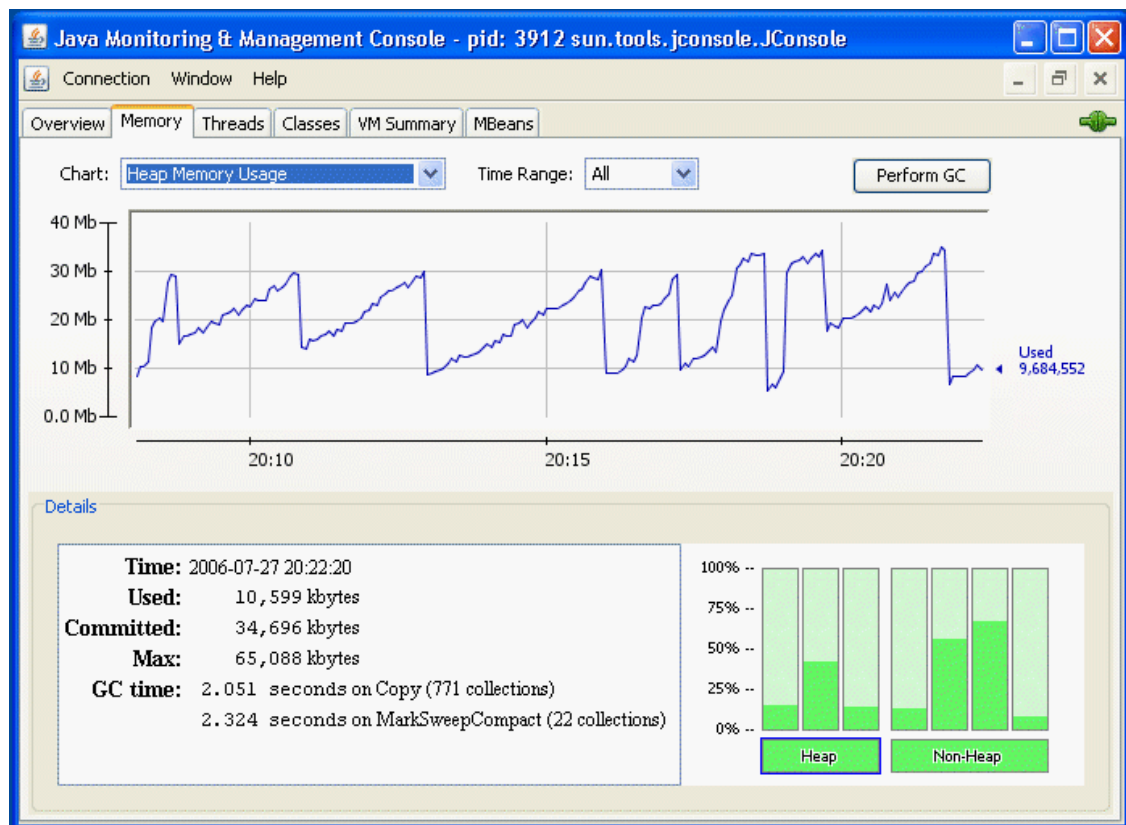 Java Monitoring & Management Console - pid: 3912 sun.tools.jconsole.JConsole
Connection Window Help
Overview Memory Threads Classes VM Summary MBeans
Chart: Heap Memory Usage Time Range: All Perform GC
40 Mb
30 Mb
20 Mb
10 Mb
0.0 Mb
Used
9,684,552
20:10 20:15 20:20
Details
Time: 2006-07-27 20:22:20
Used: 10,599 kbytes
Committed: 34,696 kbytes
Max: 65,088 kbytes
GC time: 2.051 seconds on Copy (771 collections)
2.324 seconds on MarkSweepCompact (22 collections)
100% --
75% --
50% --
25% --
0% --
Heap Non-Heap